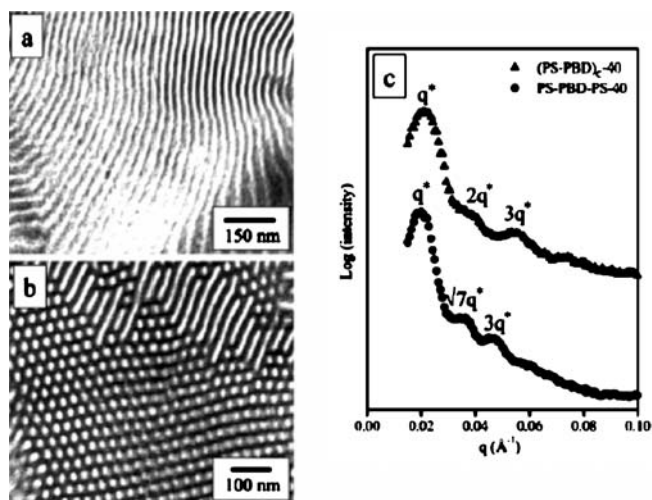 a
150 nm
b
100 nm
c
(PS-PBD)c-40
PS-PBD-PS-40
q*
2q*
3q*
q*
√7q*
3q*
Log (intensity)
0.00 0.02 0.04 0.06 0.08 0.10
q (Å⁻¹)